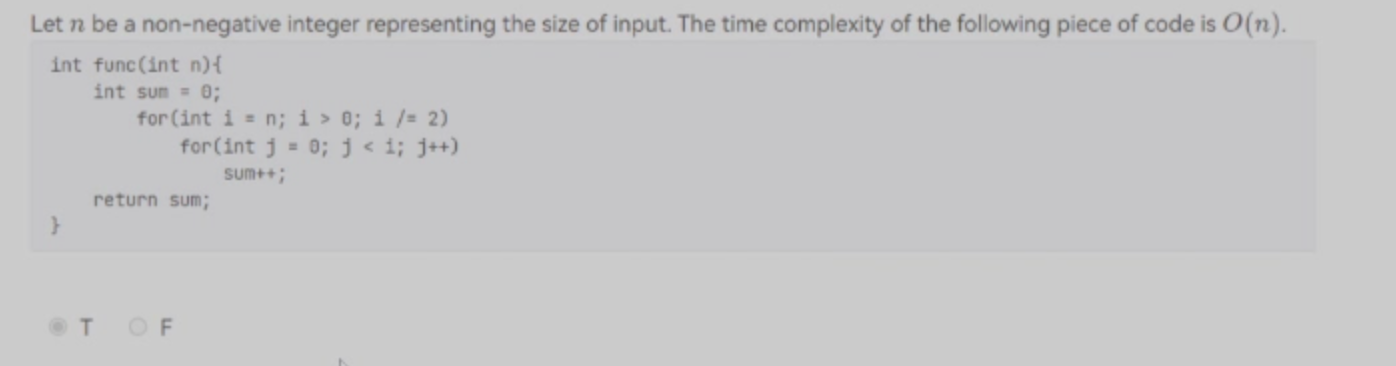 Let n be a non-negative integer representing the size of input. The time complexity of the following piece of code is O(n).
int func(int n){
int sum = 0;
for(int i = n; i > 0; i /= 2)
for(int j = 0; j < i; j++)
sum++;
return sum;
}
T F